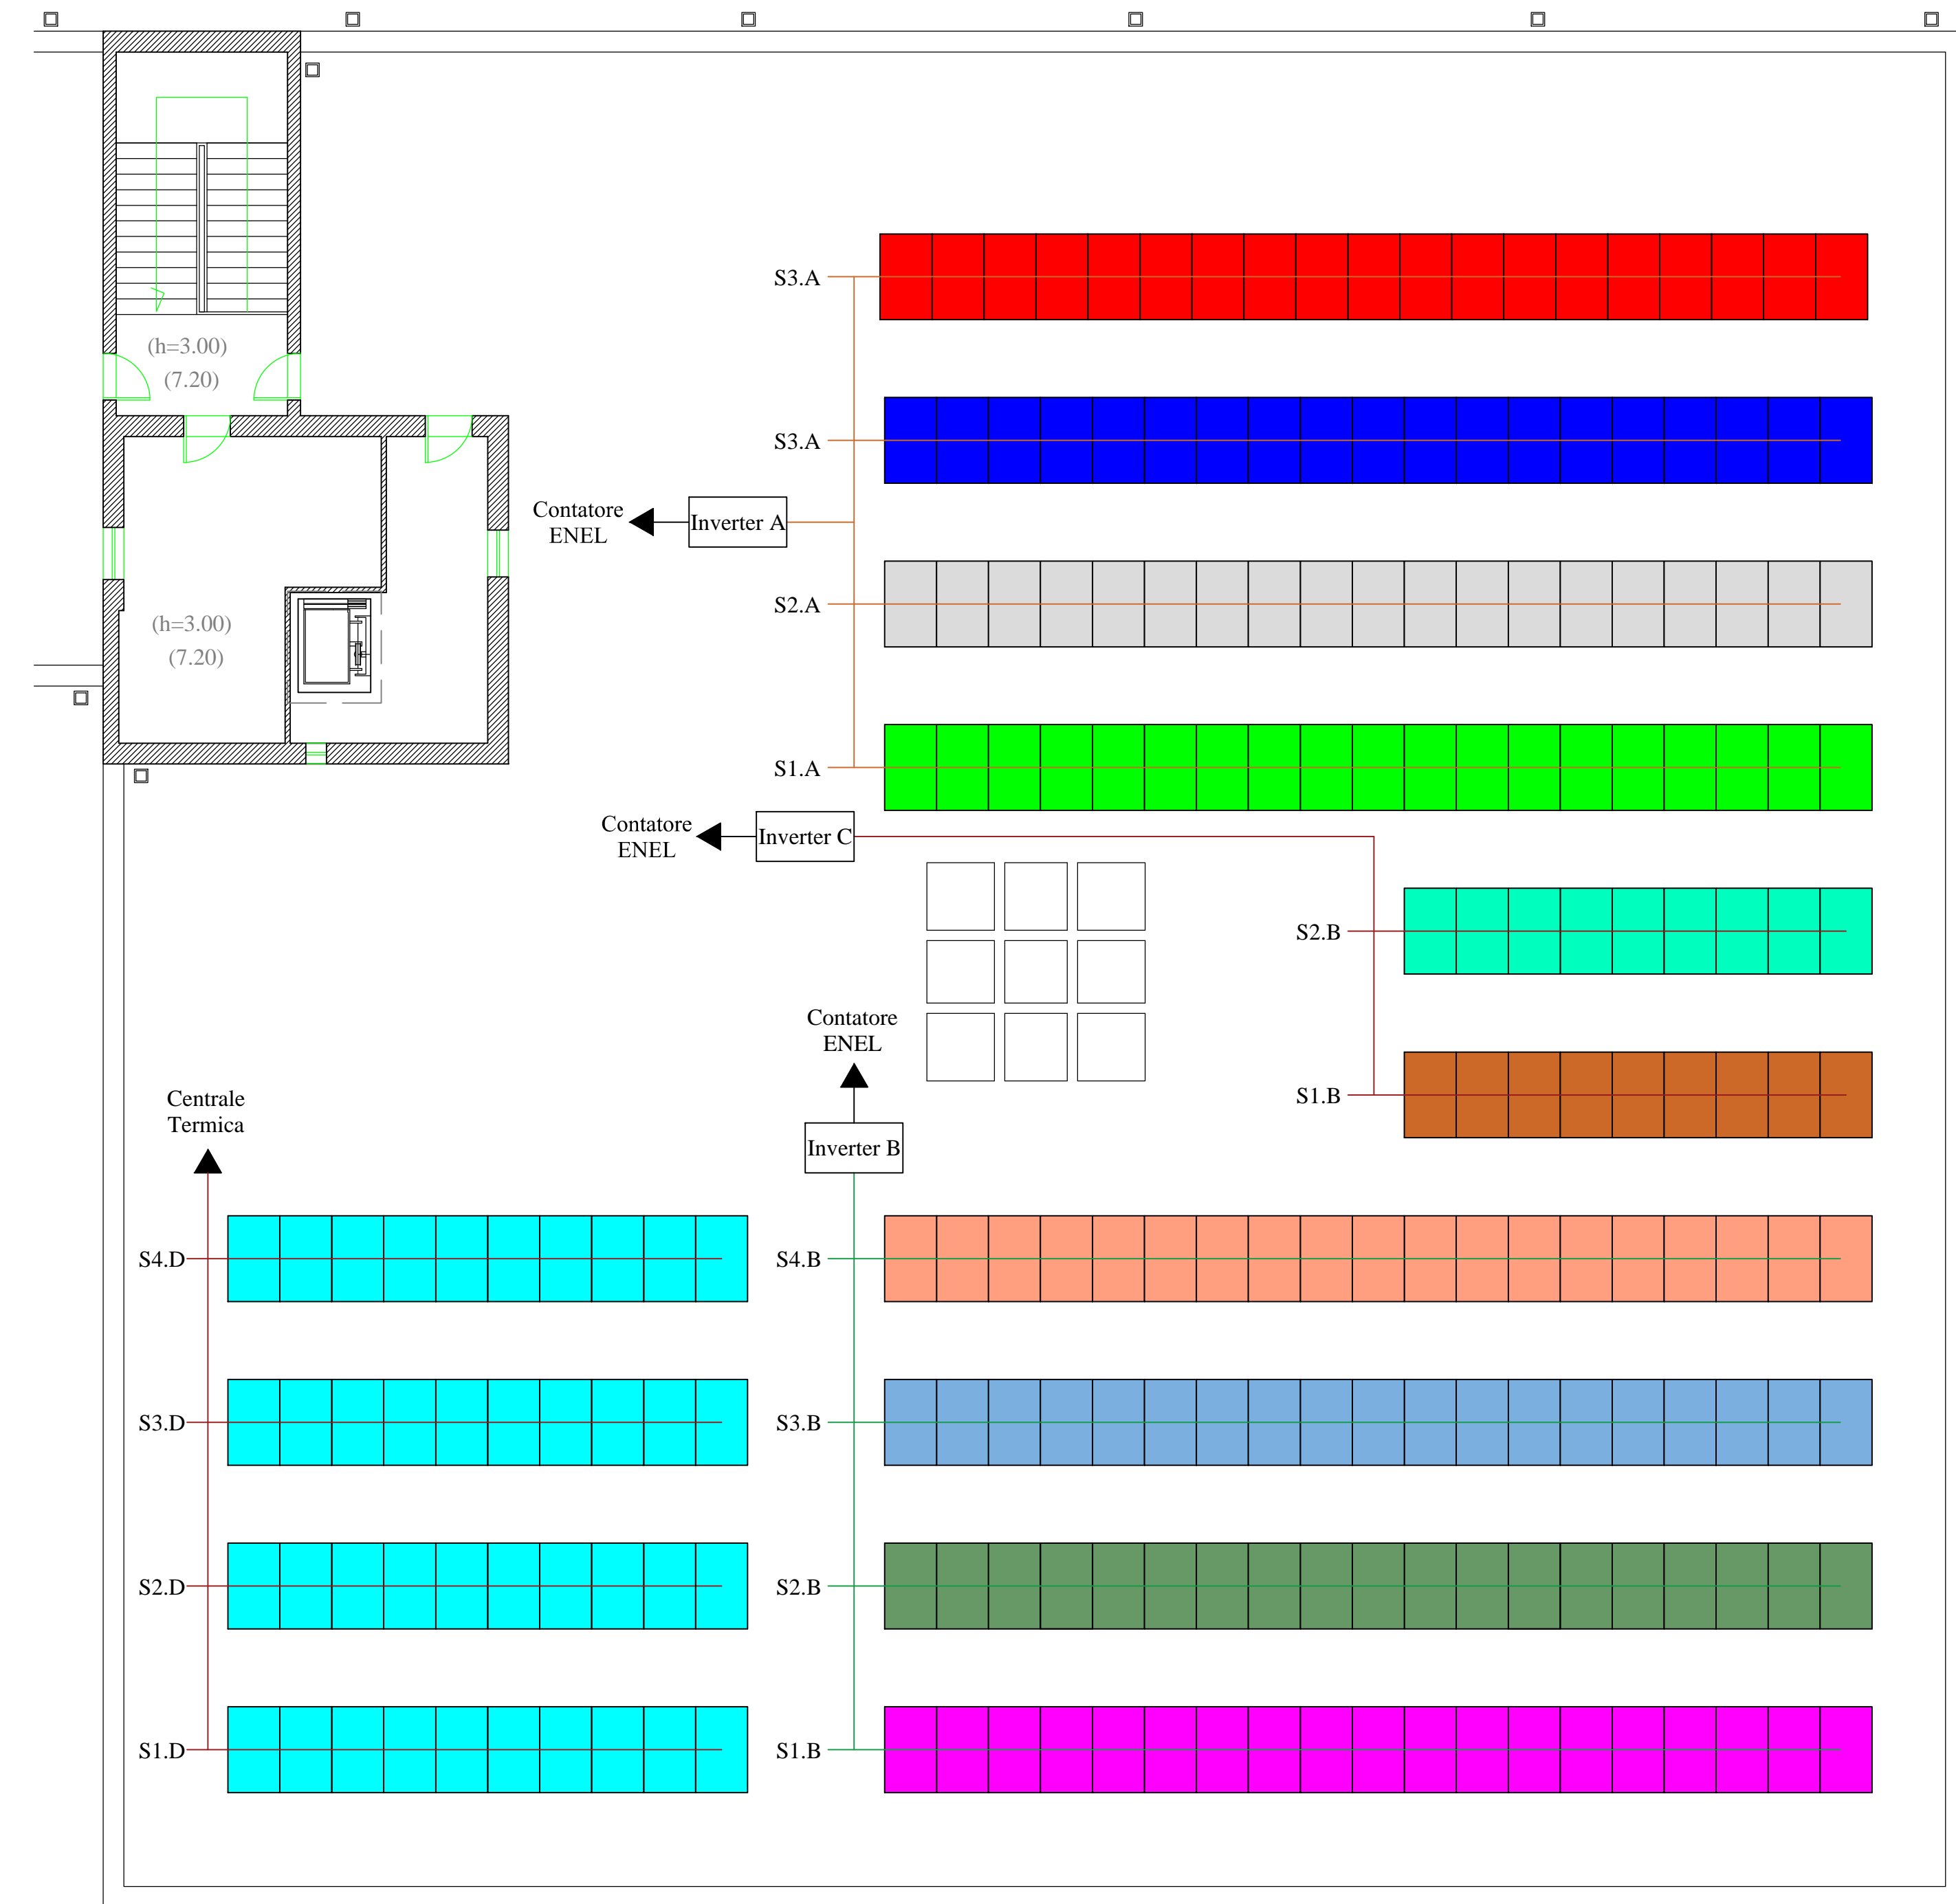 (h=3.00)
(7.20)
S3.A
S3.A
Contatore
ENEL
Inverter A
S2.A
(h=3.00)
(7.20)
S1.A
Contatore
ENEL
Inverter C
S2.B
Contatore
ENEL
S1.B
Centrale
Termica
Inverter B
S4.D
S4.B
S3.D
S3.B
S2.D
S2.B
S1.D
S1.B